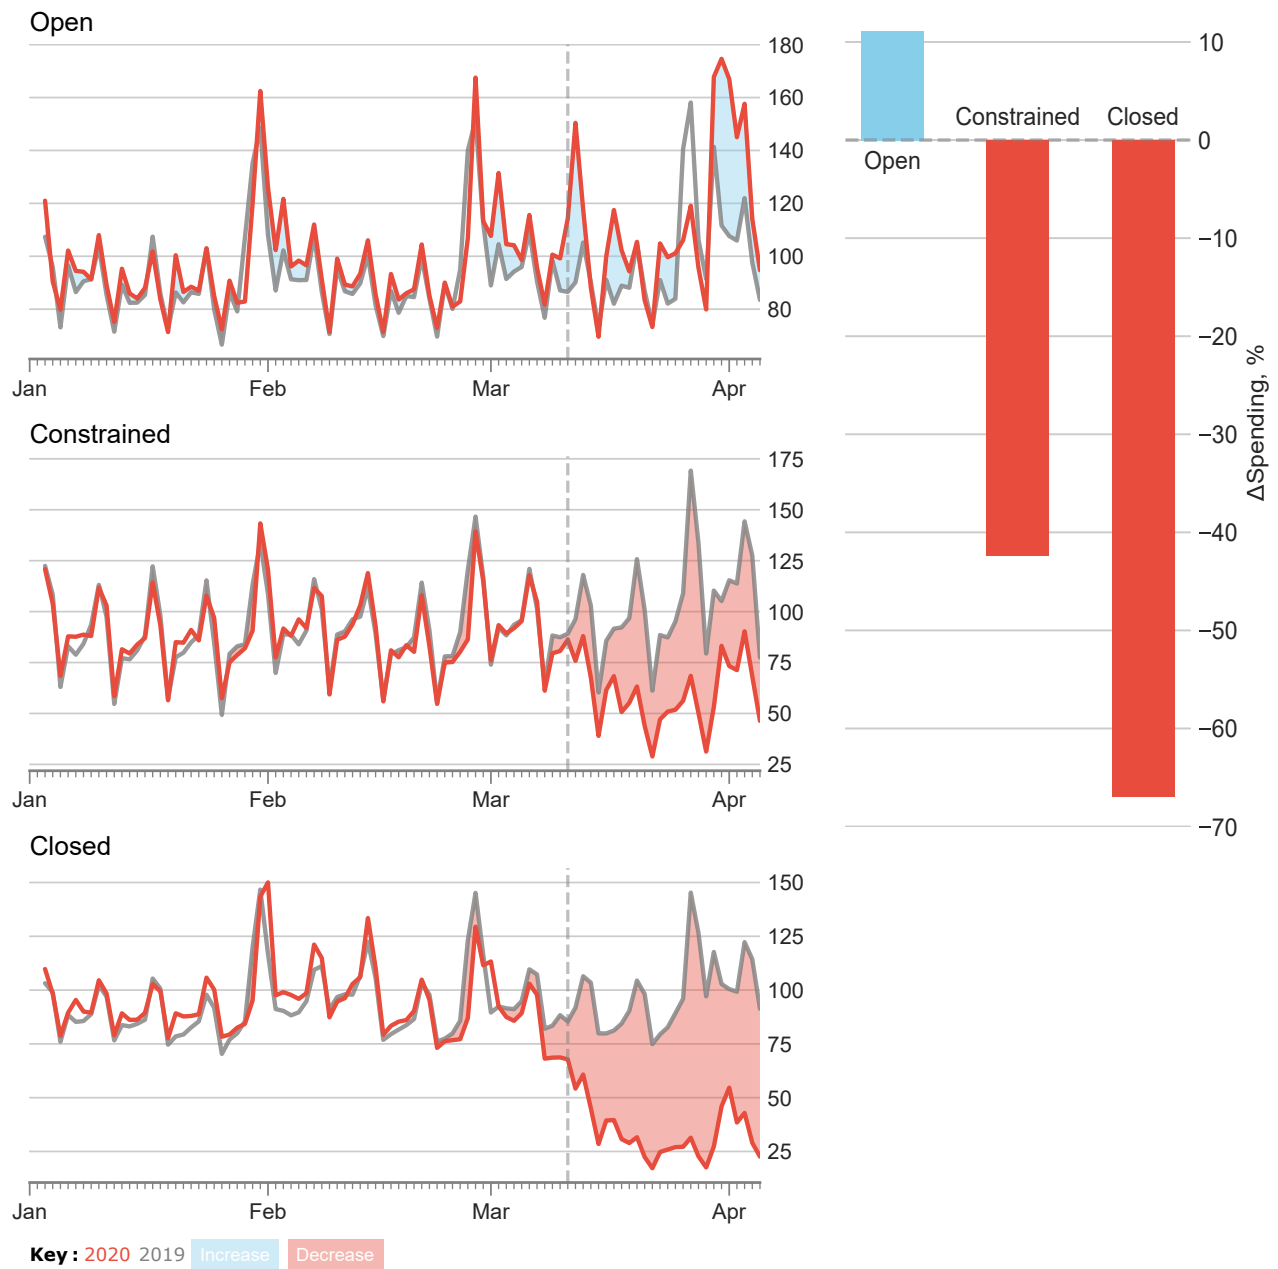 Open
180
160
140
120
100
80
Jan Feb Mar Apr
Constrained
175
150
125
100
75
50
25
Jan Feb Mar Apr
Closed
150
125
100
75
50
25
Jan Feb Mar Apr
Key: 2020 2019 Increase Decrease
10
Constrained Closed
0
Open
−10
−20
−30
−40
−50
−60
−70
ΔSpending, %